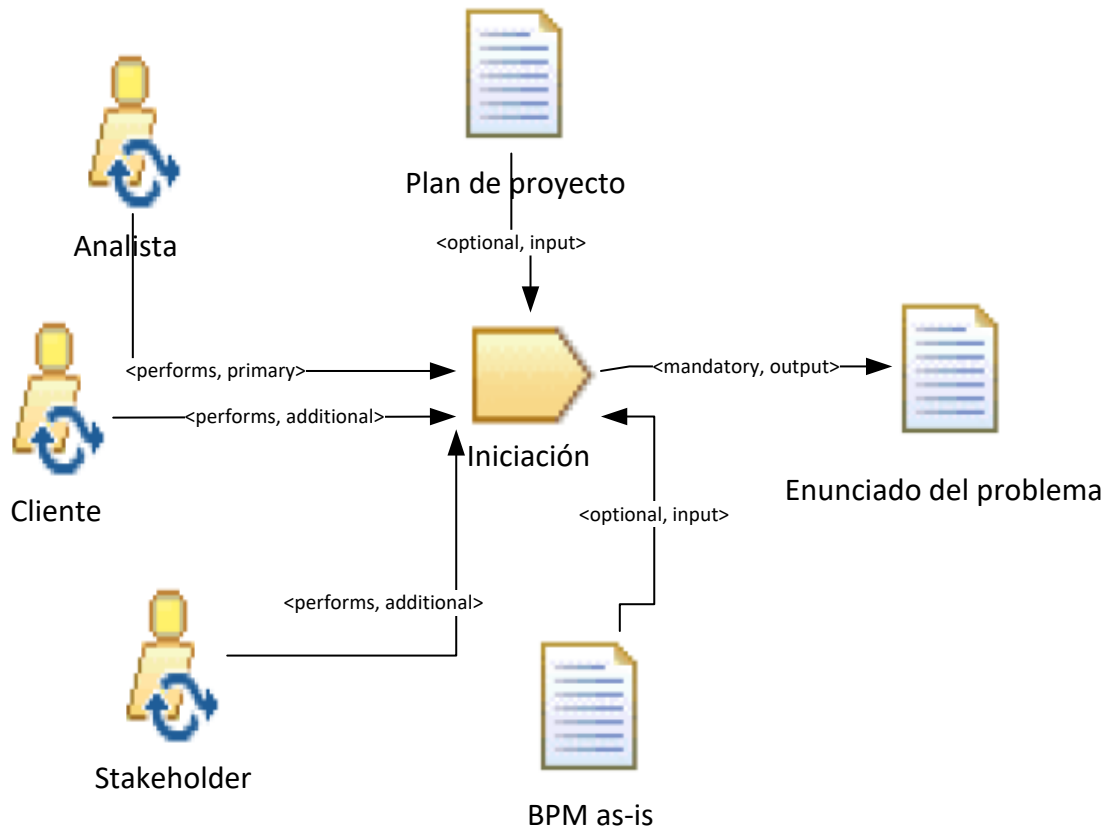 Plan de proyecto
Analista
<optional, input>
<performs, primary>
<mandatory, output>
<performs, additional>
Iniciación
Enunciado del problema
Cliente
<optional, input>
<performs, additional>
Stakeholder
BPM as-is